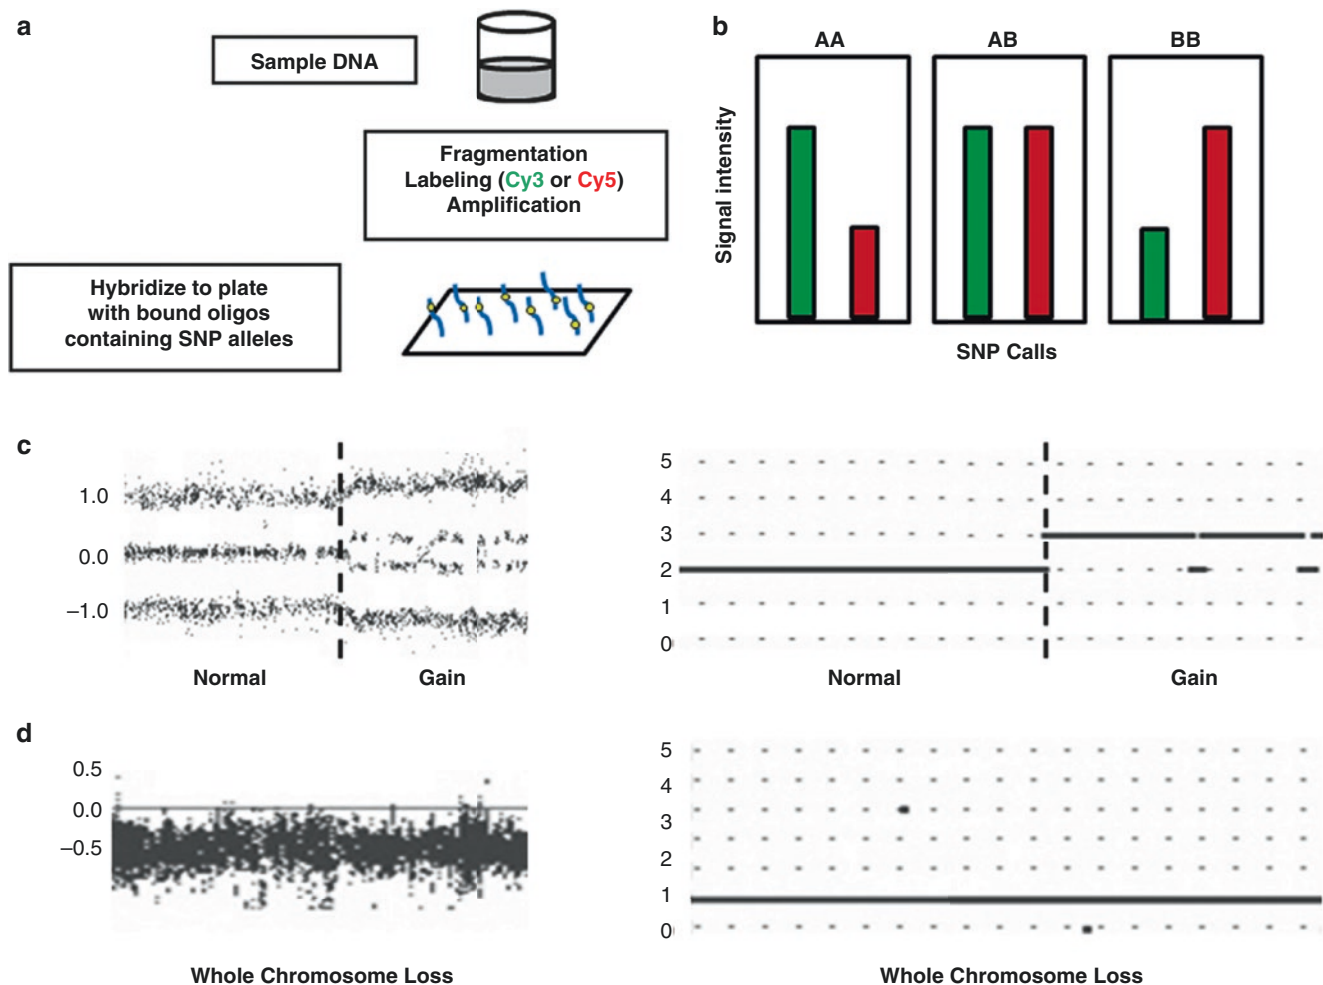 a
Sample DNA
Fragmentation
Labeling (Cy3 or Cy5)
Amplification
Hybridize to plate
with bound oligos
containing SNP alleles
b
AA AB BB
Signal intensity
SNP Calls
c
1.0
0.0
−1.0
Normal Gain
5
4
3
2
1
0
Normal Gain
d
0.5
0.0
−0.5
Whole Chromosome Loss
5
4
3
2
1
0
Whole Chromosome Loss